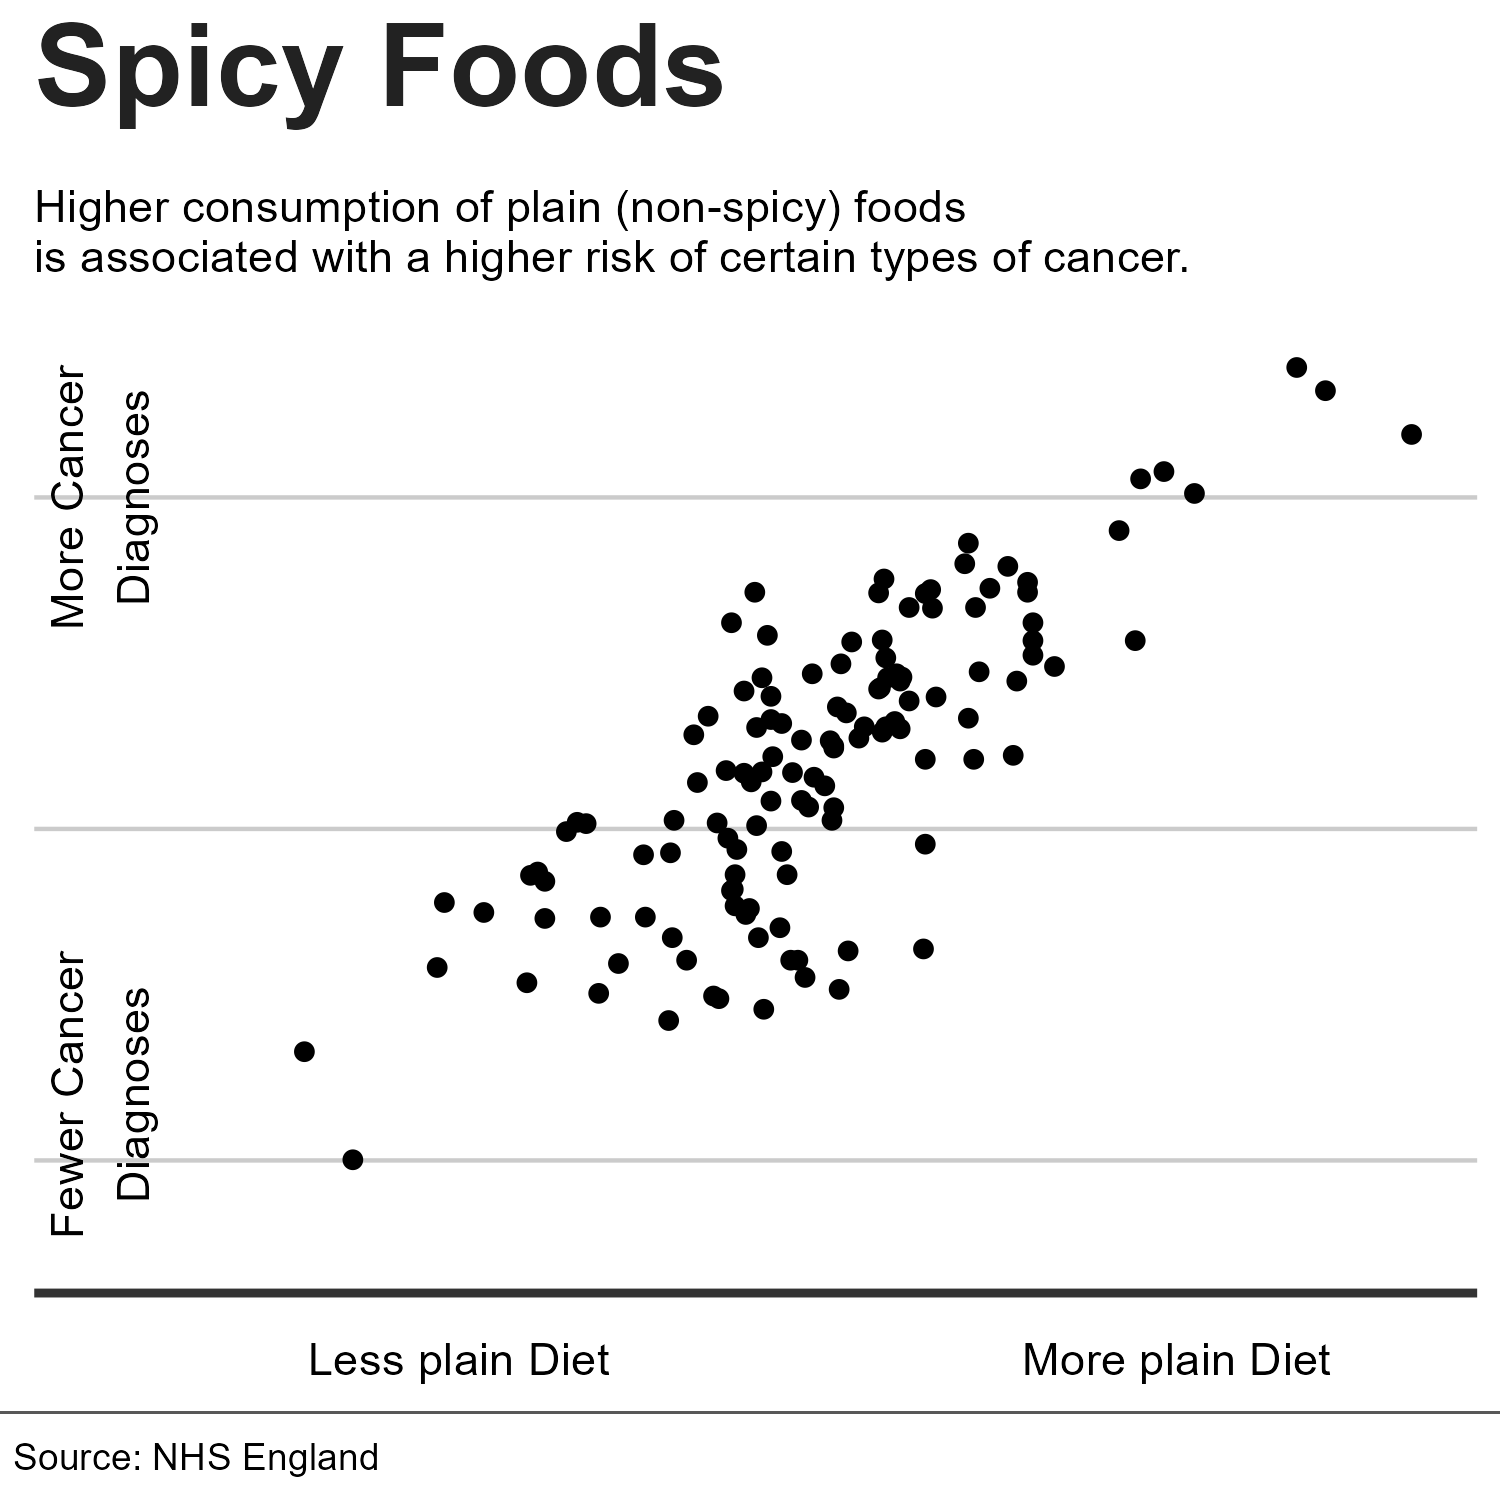 Spicy Foods
Higher consumption of plain (non-spicy) foods
is associated with a higher risk of certain types of cancer.
More Cancer
Diagnoses
Fewer Cancer
Diagnoses
Less plain Diet
More plain Diet
Source: NHS England